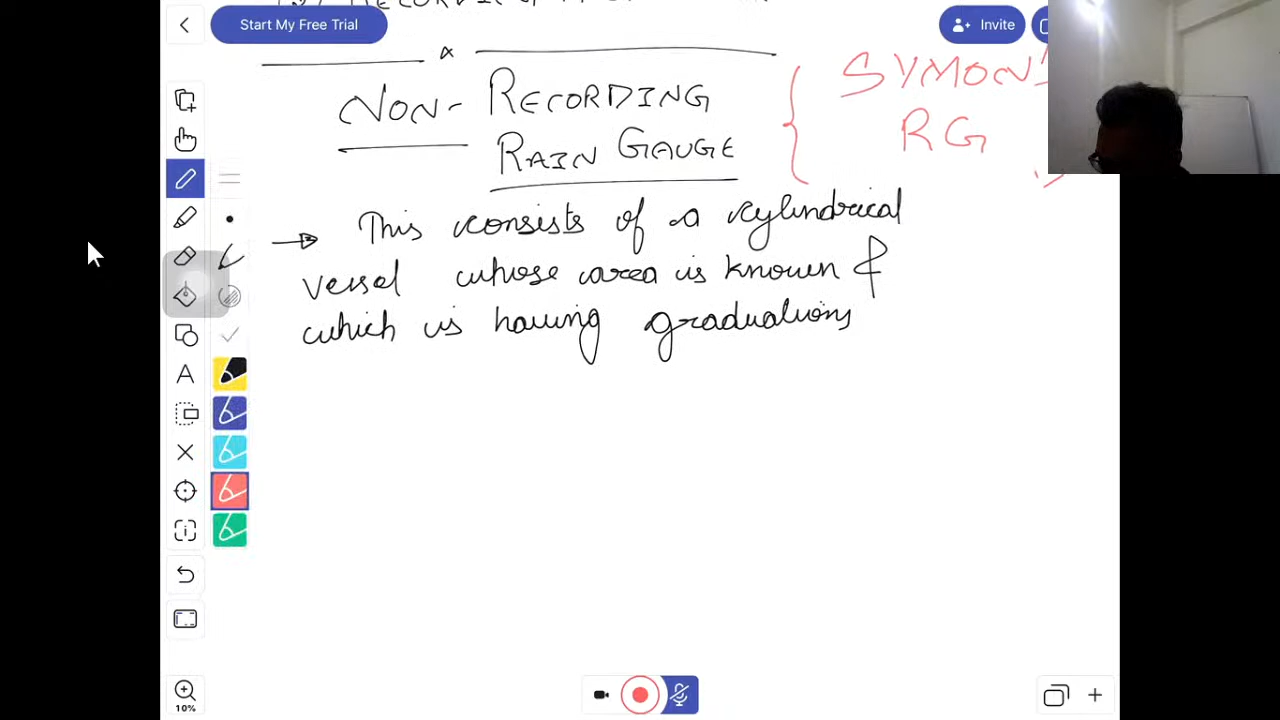 Start My Free Trial
Invite
NON- RECORDING
RAIN GAUGE
SYMON'
RG
→ This consists of a cylindrical
vessel whose area is known &
which is having graduations
10%